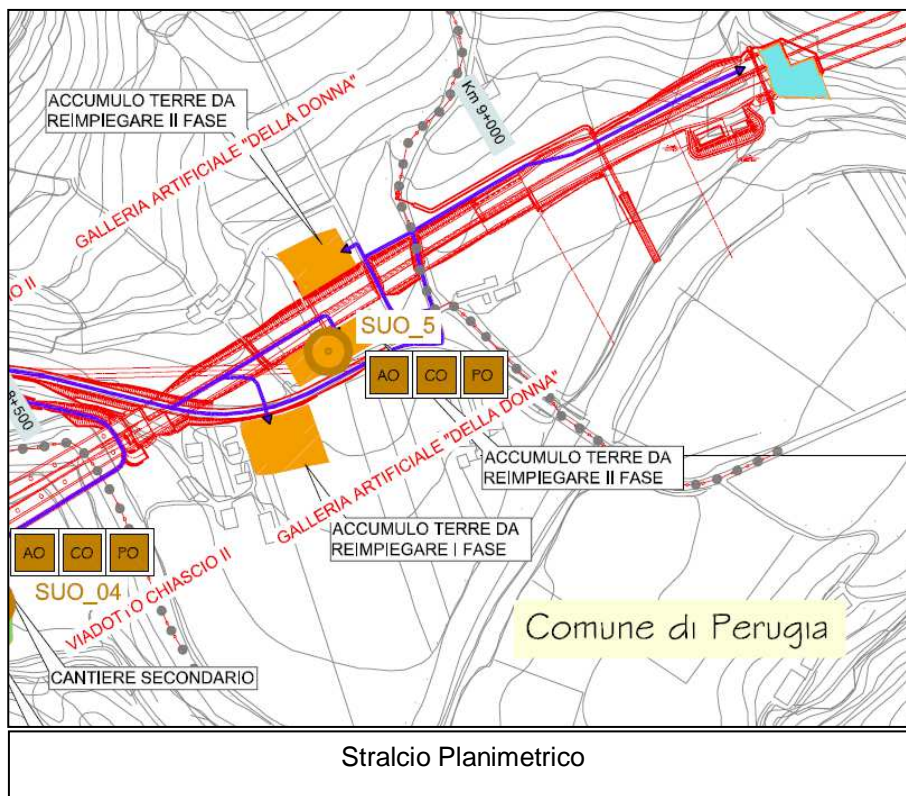 ACCUMULO TERRE DA
REIMPIEGARE II FASE
GALLERIA ARTIFICIALE "DELLA DONNA"
Km 9+000
IO II
SUO_5
AO CO PO
8+500
ACCUMULO TERRE DA
REIMPIEGARE II FASE
GALLERIA ARTIFICIALE "DELLA DONNA"
ACCUMULO TERRE DA
REIMPIEGARE I FASE
AO CO PO
SUO_04
VIADOTTO CHIASCIO II
CANTIERE SECONDARIO
Comune di Perugia
Stralcio Planimetrico